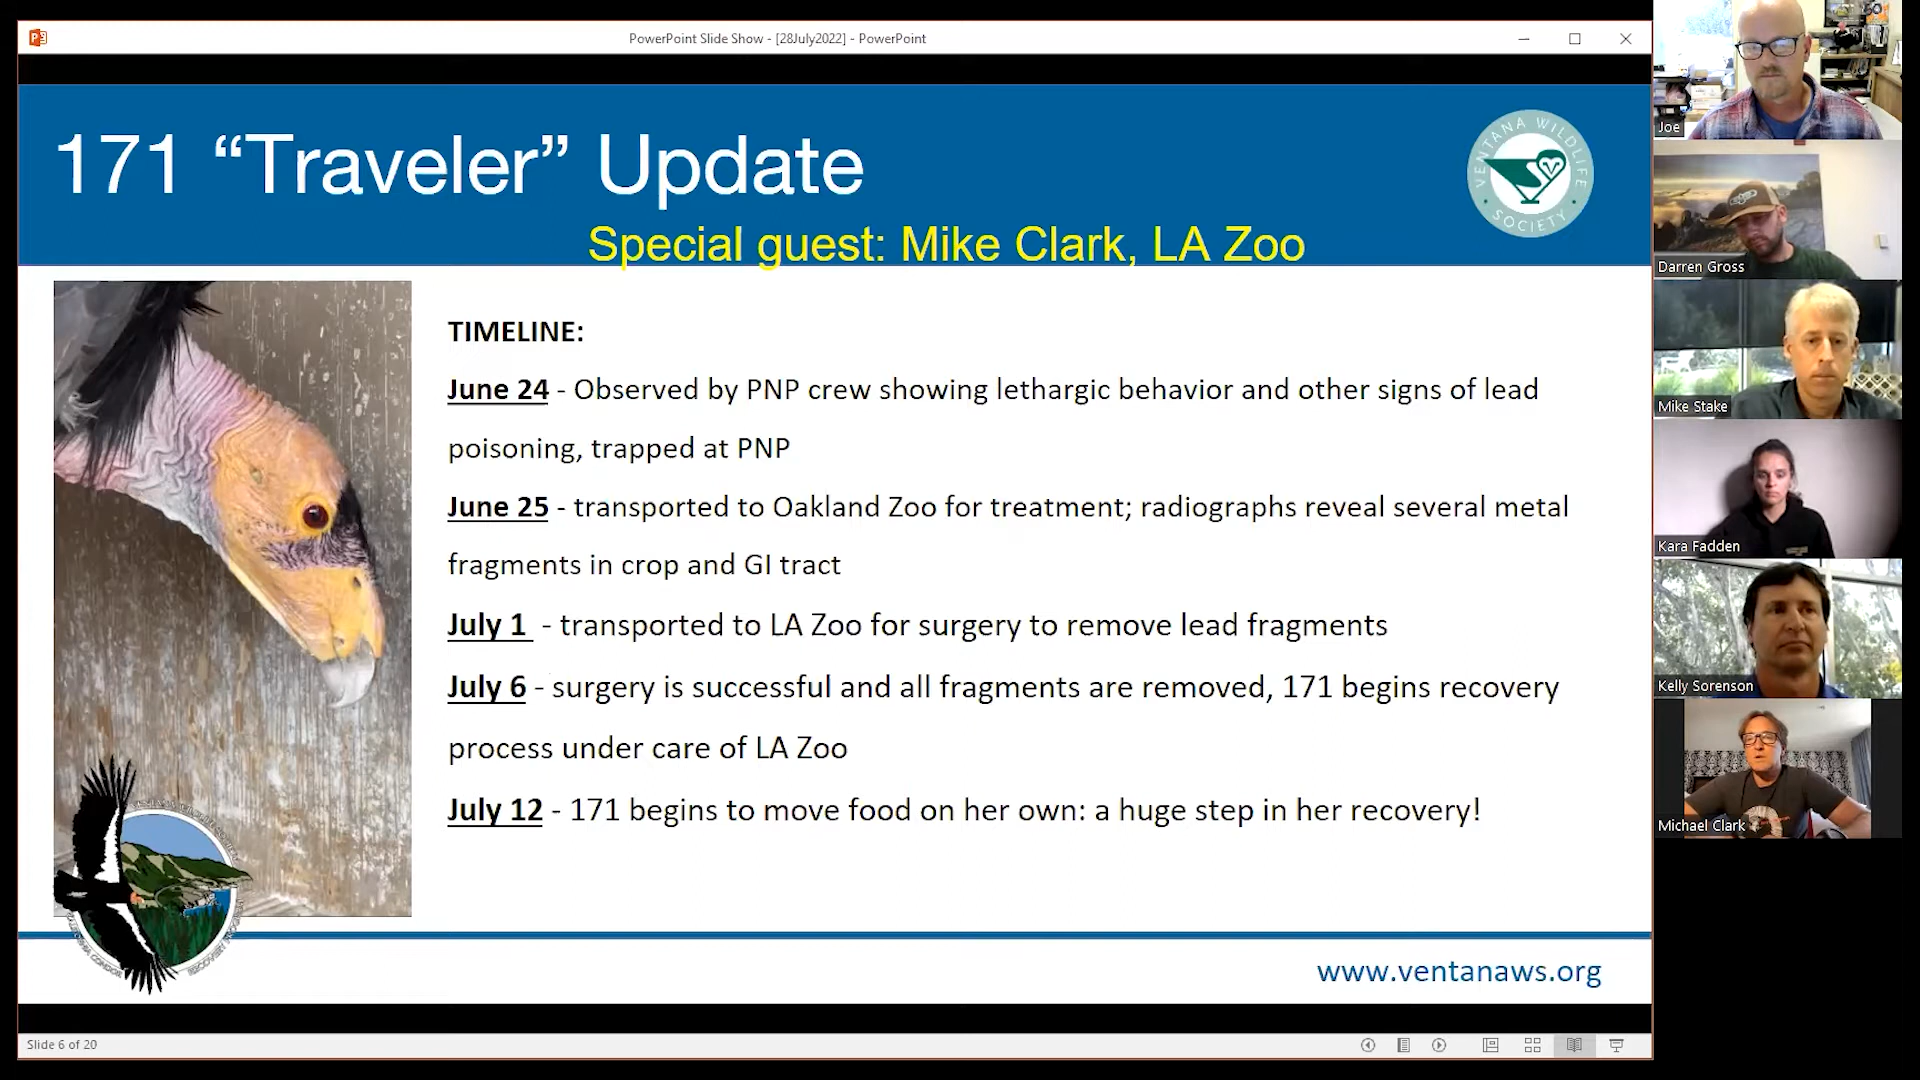 PowerPoint Slide Show - [28July2022] - PowerPoint
171 “Traveler” Update
VENTANA WILDLIFE
SOCIETY
Special guest: Mike Clark, LA Zoo
TIMELINE:
June 24 - Observed by PNP crew showing lethargic behavior and other signs of lead
poisoning, trapped at PNP
June 25 - transported to Oakland Zoo for treatment; radiographs reveal several metal
fragments in crop and GI tract
July 1 - transported to LA Zoo for surgery to remove lead fragments
July 6 - surgery is successful and all fragments are removed, 171 begins recovery
process under care of LA Zoo
July 12 - 171 begins to move food on her own: a huge step in her recovery!
CALIFORNIA CONDOR
www.ventanaws.org
Slide 6 of 20
Joe
Darren Gross
Mike Stake
Kara Fadden
Kelly Sorenson
Michael Clark